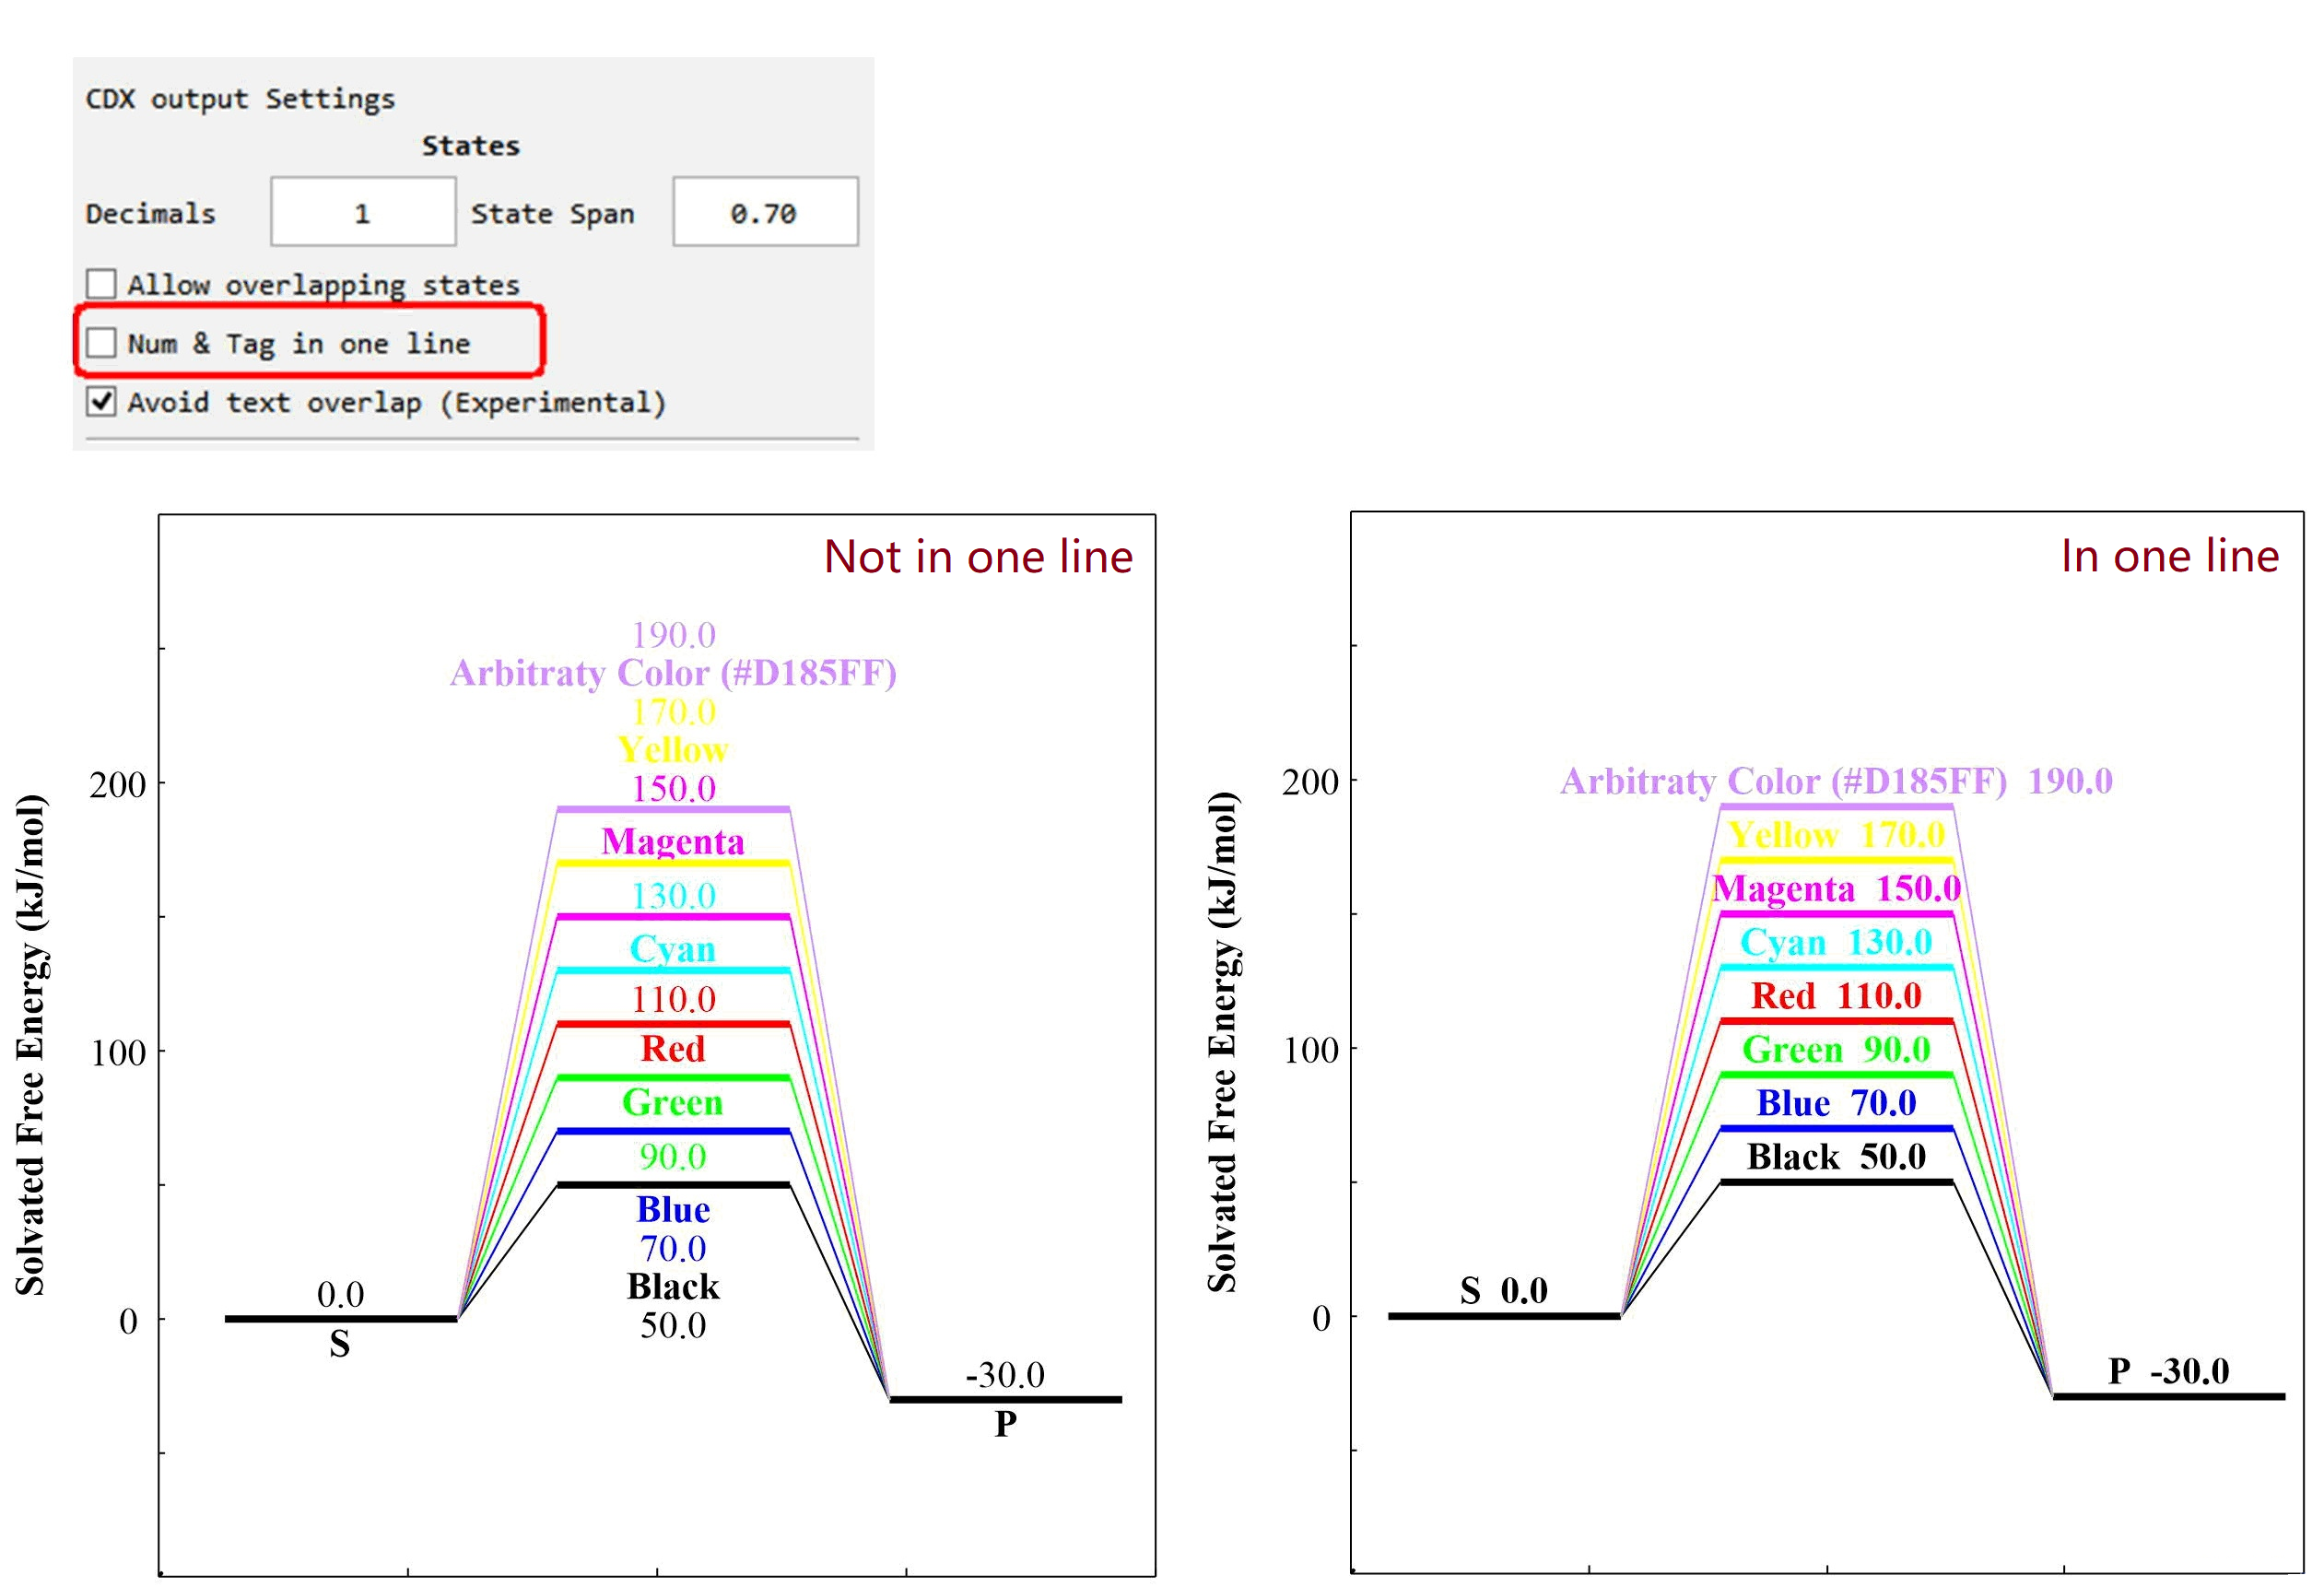 CDX output Settings
States
Decimals 1 State Span 0.70
Allow overlapping states
Num & Tag in one line
Avoid text overlap (Experimental)
Not in one line
190.0
Arbitraty Color (#D185FF)
170.0
Yellow
150.0
Magenta
130.0
Cyan
110.0
Red
Green
90.0
Blue
70.0
Black
50.0
0.0
S
-30.0
P
200
100
0
Solvated Free Energy (kJ/mol)
In one line
Arbitraty Color (#D185FF) 190.0
Yellow 170.0
Magenta 150.0
Cyan 130.0
Red 110.0
Green 90.0
Blue 70.0
Black 50.0
S 0.0
P -30.0
200
100
0
Solvated Free Energy (kJ/mol)